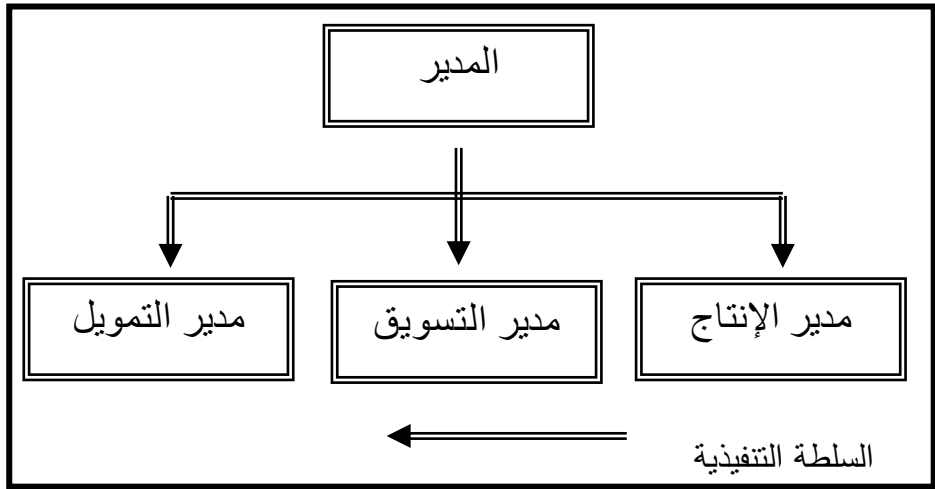 المدير
مدير الإنتاج
مدير التسويق
مدير التمويل
السلطة التنفيذية